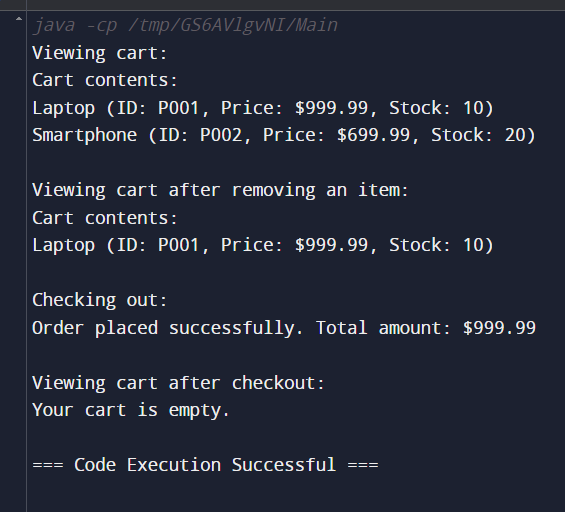 java -cp /tmp/GS6AVlgvNI/Main
Viewing cart:
Cart contents:
Laptop (ID: P001, Price: $999.99, Stock: 10)
Smartphone (ID: P002, Price: $699.99, Stock: 20)
Viewing cart after removing an item:
Cart contents:
Laptop (ID: P001, Price: $999.99, Stock: 10)
Checking out:
Order placed successfully. Total amount: $999.99
Viewing cart after checkout:
Your cart is empty.
=== Code Execution Successful ===